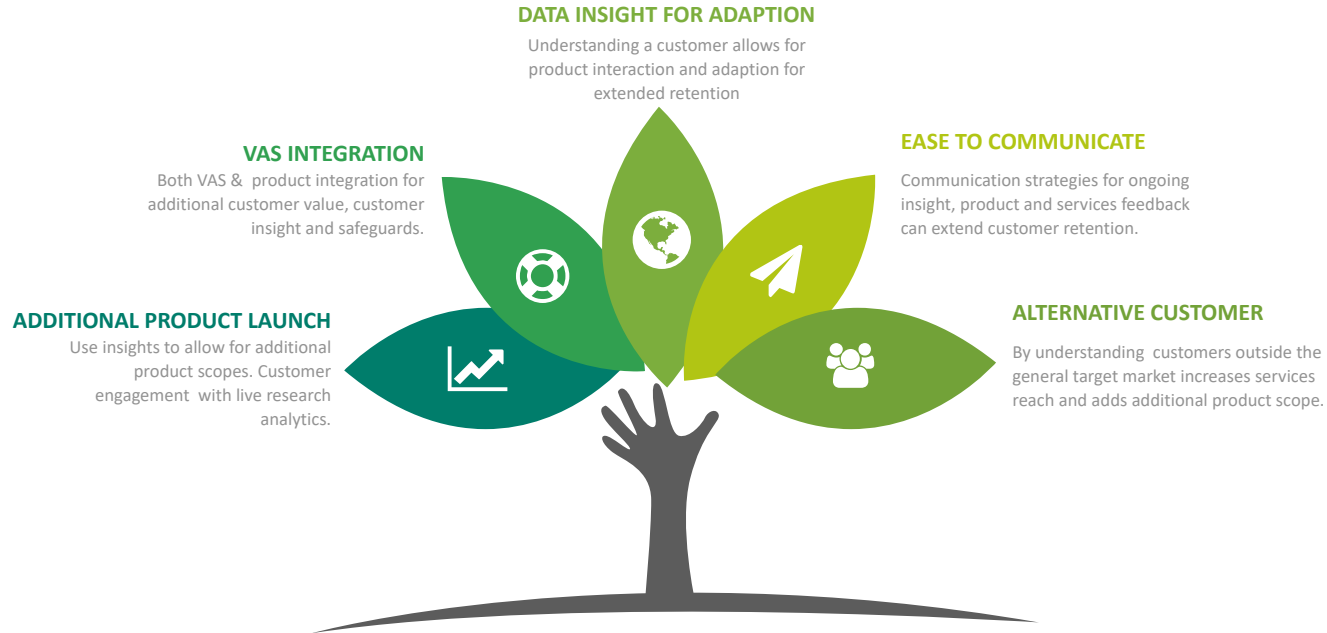 DATA INSIGHT FOR ADAPTION
Understanding a customer allows for
product interaction and adaption for
extended retention
VAS INTEGRATION
Both VAS & product integration for
additional customer value, customer
insight and safeguards.
EASE TO COMMUNICATE
Communication strategies for ongoing
insight, product and services feedback
can extend customer retention.
ADDITIONAL PRODUCT LAUNCH
Use insights to allow for additional
product scopes. Customer
engagement with live research
analytics.
ALTERNATIVE CUSTOMER
By understanding customers outside the
general target market increases services
reach and adds additional product scope.